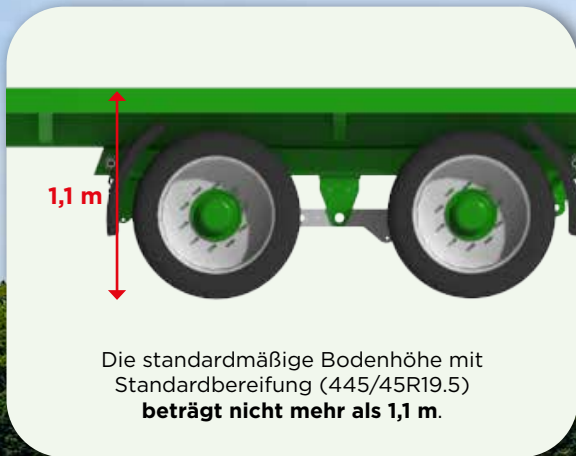 1,1 m
Die standardmäßige Bodenhöhe mit
Standardbereifung (445/45R19.5)
beträgt nicht mehr als 1,1 m.